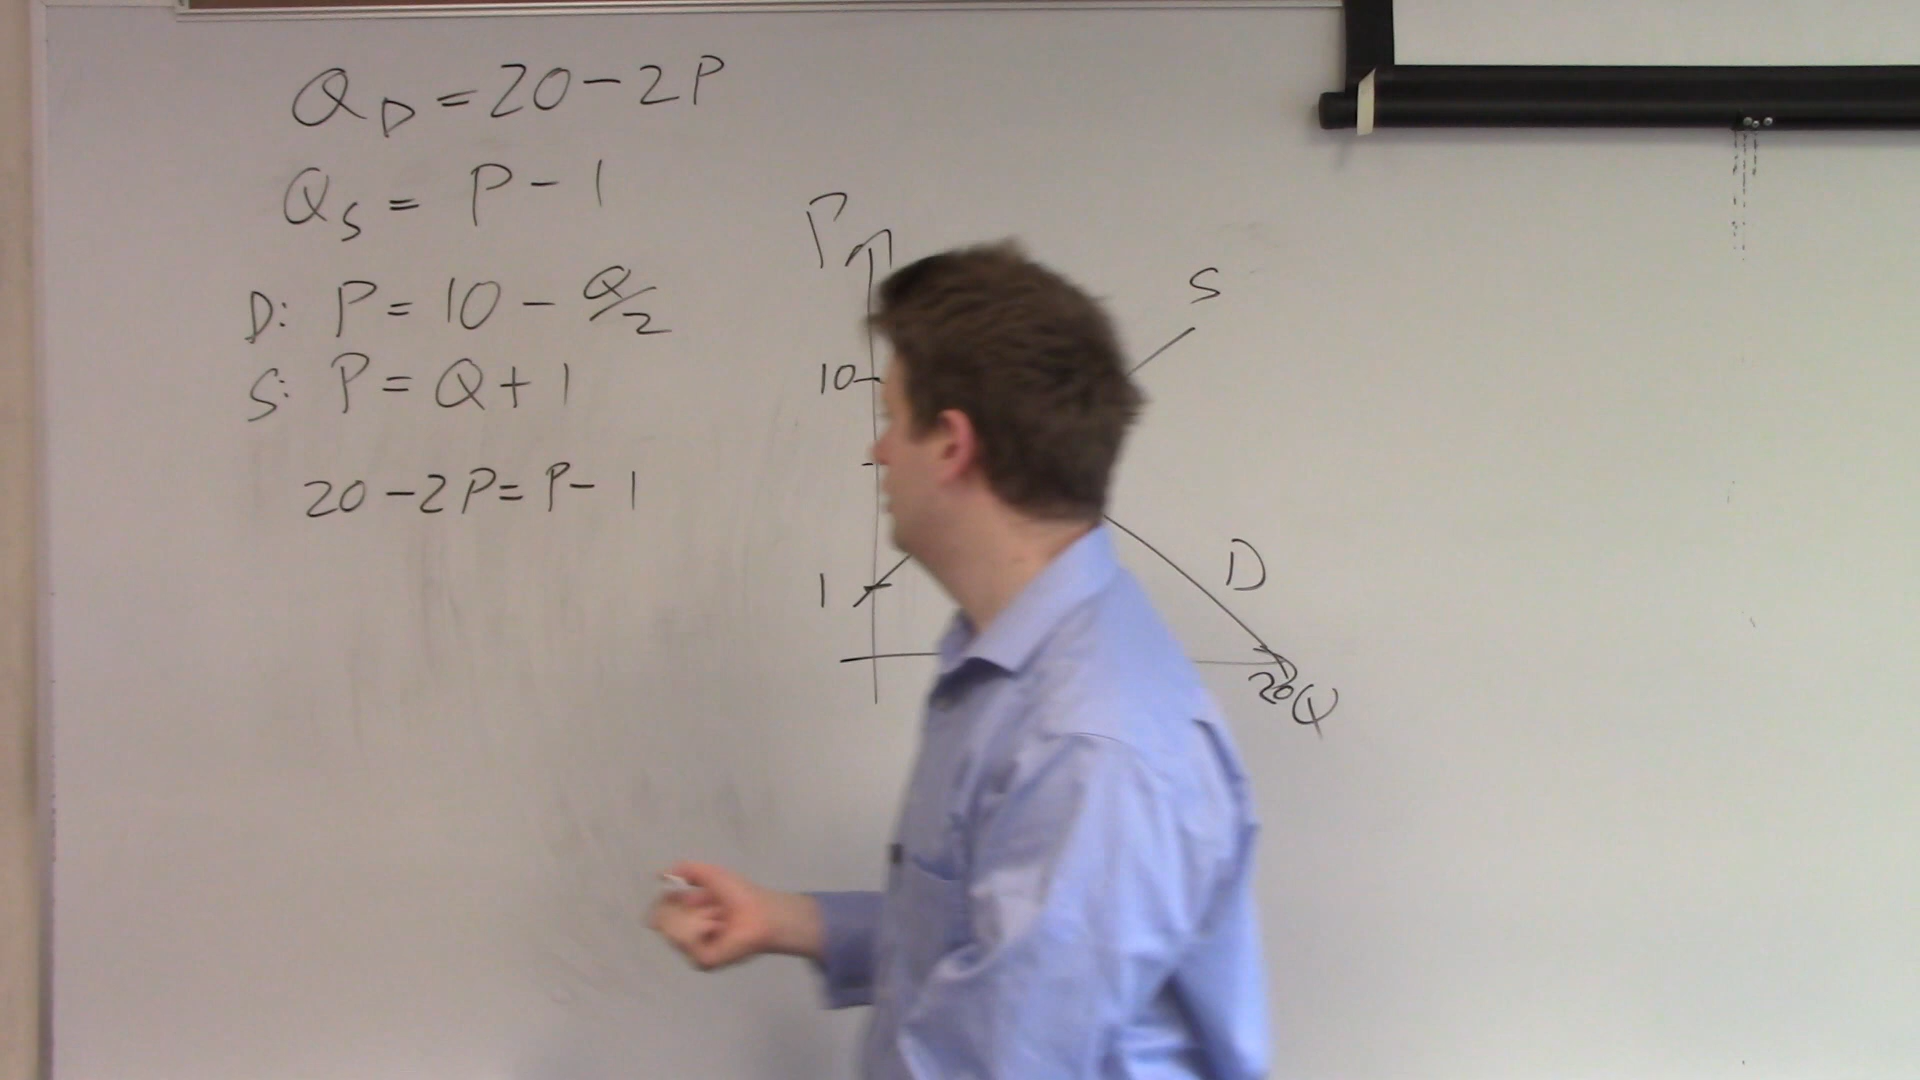 Q_D = 20 - 2P
Q_S = P - 1
D: P = 10 - Q/2
S: P = Q + 1
20 - 2P = P - 1
P
S
10
D
1
20 Q